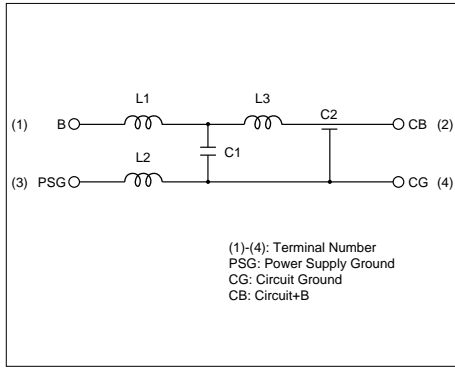 L1 L3 C2
(1) B CB (2)
C1
L2
(3) PSG CG (4)
(1)-(4): Terminal Number
PSG: Power Supply Ground
CG: Circuit Ground
CB: Circuit+B